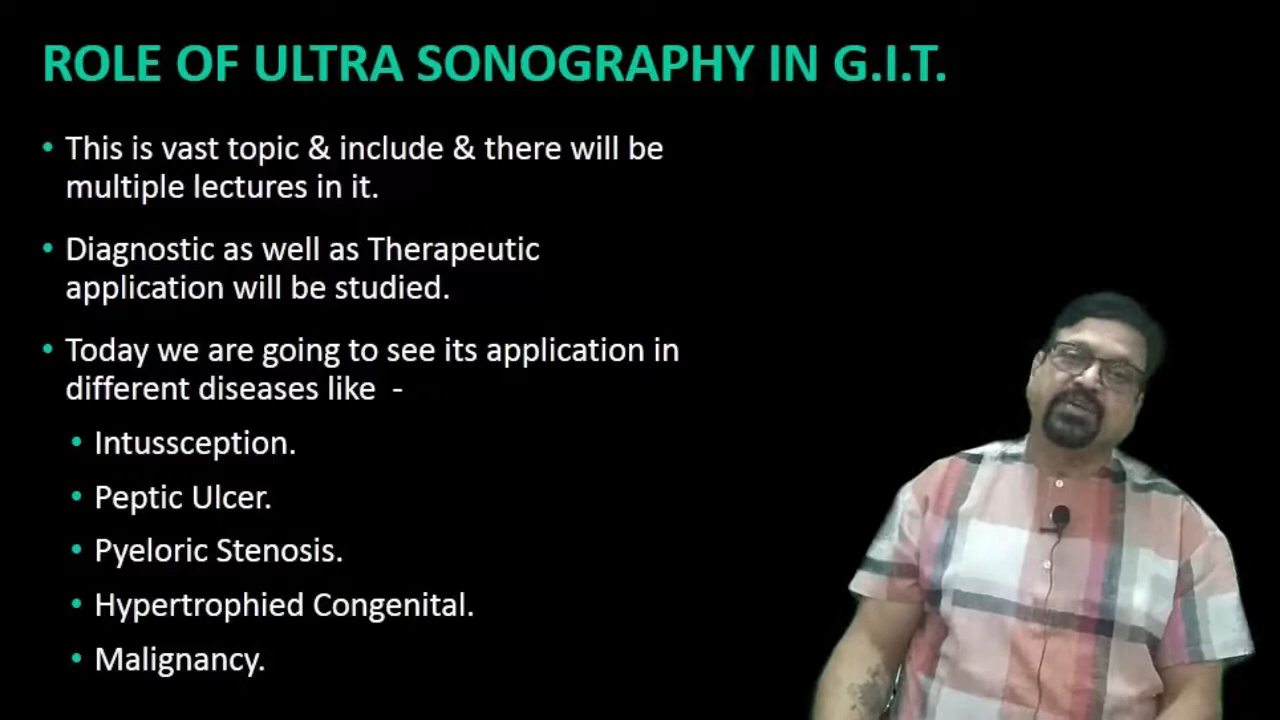 ROLE OF ULTRA SONOGRAPHY IN G.I.T.
• This is vast topic & include & there will be
multiple lectures in it.
• Diagnostic as well as Therapeutic
application will be studied.
• Today we are going to see its application in
different diseases like -
• Intussception.
• Peptic Ulcer.
• Pyeloric Stenosis.
• Hypertrophied Congenital.
• Malignancy.